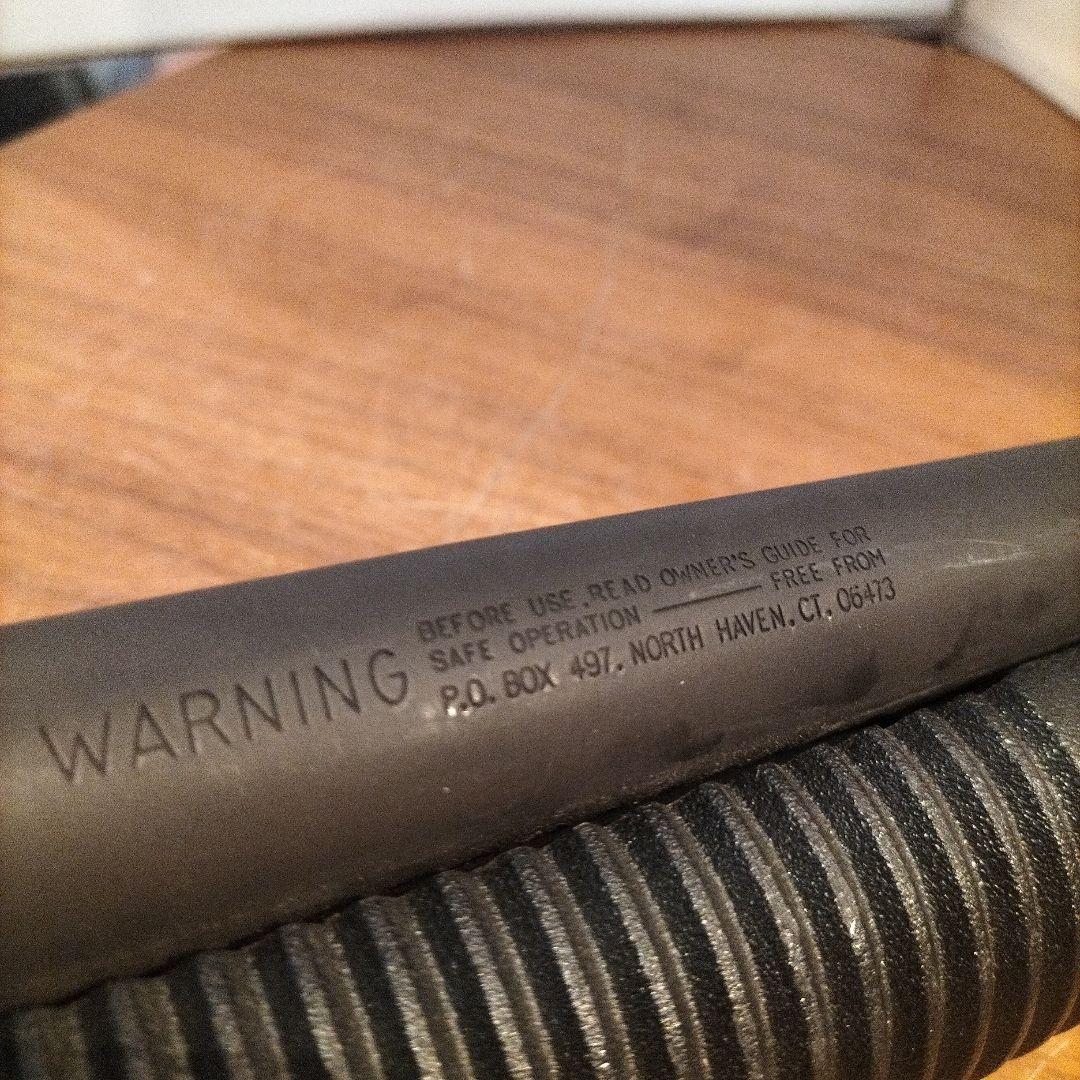 WARNING
BEFORE USE, READ OWNER'S GUIDE FOR
SAFE OPERATION —— FREE FROM
P.O. BOX 497, NORTH HAVEN, CT. 06473